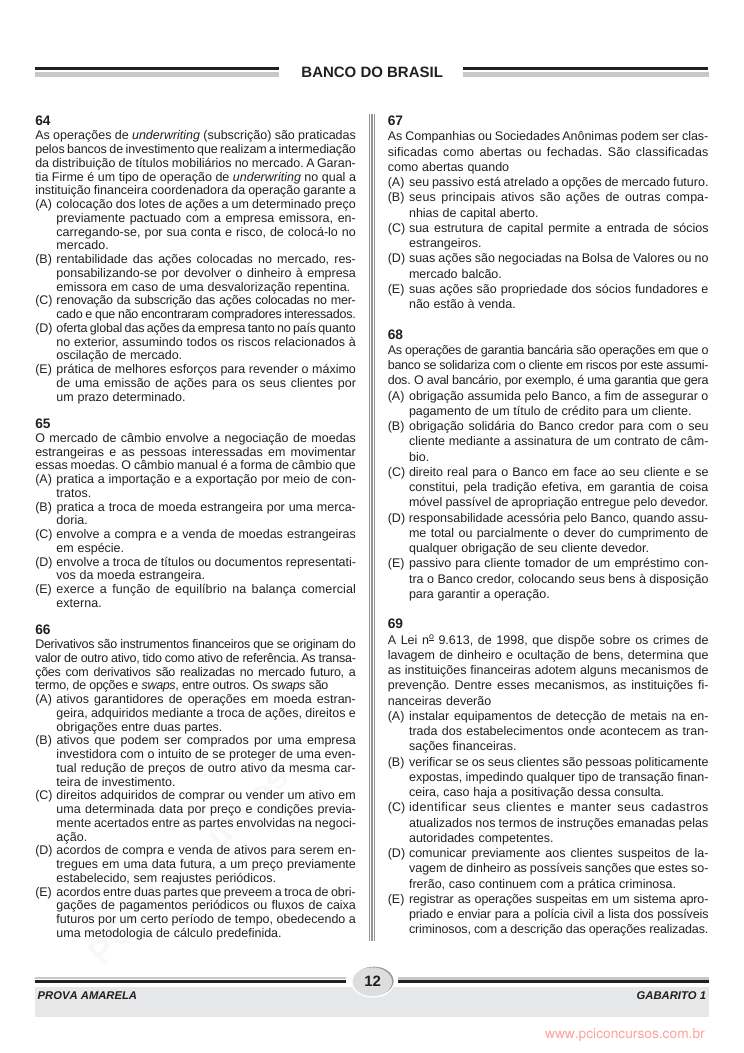 BANCO DO BRASIL
64
As operações de underwriting (subscrição) são praticadas
pelos bancos de investimento que realizam a intermediação
da distribuição de títulos mobiliários no mercado. A Garan-
tia Firme é um tipo de operação de underwriting no qual a
instituição financeira coordenadora da operação garante a
(A) colocação dos lotes de ações a um determinado preço
previamente pactuado com a empresa emissora, en-
carregando-se, por sua conta e risco, de colocá-lo no
mercado.
(B) rentabilidade das ações colocadas no mercado, res-
ponsabilizando-se por devolver o dinheiro à empresa
emissora em caso de uma desvalorização repentina.
(C) renovação da subscrição das ações colocadas no mer-
cado e que não encontraram compradores interessados.
(D) oferta global das ações da empresa tanto no país quanto
no exterior, assumindo todos os riscos relacionados à
oscilação de mercado.
(E) prática de melhores esforços para revender o máximo
de uma emissão de ações para os seus clientes por
um prazo determinado.
65
O mercado de câmbio envolve a negociação de moedas
estrangeiras e as pessoas interessadas em movimentar
essas moedas. O câmbio manual é a forma de câmbio que
(A) pratica a importação e a exportação por meio de con-
tratos.
(B) pratica a troca de moeda estrangeira por uma merca-
doria.
(C) envolve a compra e a venda de moedas estrangeiras
em espécie.
(D) envolve a troca de títulos ou documentos representati-
vos da moeda estrangeira.
(E) exerce a função de equilíbrio na balança comercial
externa.
66
Derivativos são instrumentos financeiros que se originam do
valor de outro ativo, tido como ativo de referência. As transa-
ções com derivativos são realizadas no mercado futuro, a
termo, de opções e swaps, entre outros. Os swaps são
(A) ativos garantidores de operações em moeda estran-
geira, adquiridos mediante a troca de ações, direitos e
obrigações entre duas partes.
(B) ativos que podem ser comprados por uma empresa
investidora com o intuito de se proteger de uma even-
tual redução de preços de outro ativo da mesma car-
teira de investimento.
(C) direitos adquiridos de comprar ou vender um ativo em
uma determinada data por preço e condições previa-
mente acertados entre as partes envolvidas na negoci-
ação.
(D) acordos de compra e venda de ativos para serem en-
tregues em uma data futura, a um preço previamente
estabelecido, sem reajustes periódicos.
(E) acordos entre duas partes que preveem a troca de obri-
gações de pagamentos periódicos ou fluxos de caixa
futuros por um certo período de tempo, obedecendo a
uma metodologia de cálculo predefinida.
67
As Companhias ou Sociedades Anônimas podem ser clas-
sificadas como abertas ou fechadas. São classificadas
como abertas quando
(A) seu passivo está atrelado a opções de mercado futuro.
(B) seus principais ativos são ações de outras compa-
nhias de capital aberto.
(C) sua estrutura de capital permite a entrada de sócios
estrangeiros.
(D) suas ações são negociadas na Bolsa de Valores ou no
mercado balcão.
(E) suas ações são propriedade dos sócios fundadores e
não estão à venda.
68
As operações de garantia bancária são operações em que o
banco se solidariza com o cliente em riscos por este assumi-
dos. O aval bancário, por exemplo, é uma garantia que gera
(A) obrigação assumida pelo Banco, a fim de assegurar o
pagamento de um título de crédito para um cliente.
(B) obrigação solidária do Banco credor para com o seu
cliente mediante a assinatura de um contrato de câm-
bio.
(C) direito real para o Banco em face ao seu cliente e se
constitui, pela tradição efetiva, em garantia de coisa
móvel passível de apropriação entregue pelo devedor.
(D) responsabilidade acessória pelo Banco, quando assu-
me total ou parcialmente o dever do cumprimento de
qualquer obrigação de seu cliente devedor.
(E) passivo para cliente tomador de um empréstimo con-
tra o Banco credor, colocando seus bens à disposição
para garantir a operação.
69
A Lei nº 9.613, de 1998, que dispõe sobre os crimes de
lavagem de dinheiro e ocultação de bens, determina que
as instituições financeiras adotem alguns mecanismos de
prevenção. Dentre esses mecanismos, as instituições fi-
nanceiras deverão
(A) instalar equipamentos de detecção de metais na en-
trada dos estabelecimentos onde acontecem as tran-
sações financeiras.
(B) verificar se os seus clientes são pessoas politicamente
expostas, impedindo qualquer tipo de transação finan-
ceira, caso haja a positivação dessa consulta.
(C) identificar seus clientes e manter seus cadastros
atualizados nos termos de instruções emanadas pelas
autoridades competentes.
(D) comunicar previamente aos clientes suspeitos de la-
vagem de dinheiro as possíveis sanções que estes so-
frerão, caso continuem com a prática criminosa.
(E) registrar as operações suspeitas em um sistema apro-
priado e enviar para a polícia civil a lista dos possíveis
criminosos, com a descrição das operações realizadas.
12
PROVA AMARELA
GABARITO 1
www.pciconcursos.com.br